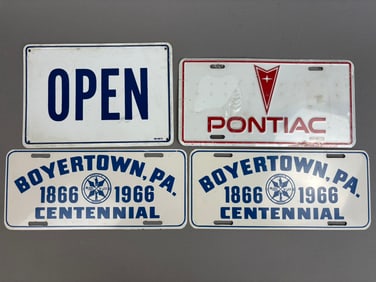 OPEN
PONTIAC
BOYERTOWN, PA.
1866 1966
CENTENNIAL
BOYERTOWN, PA.
1866 1966
CENTENNIAL